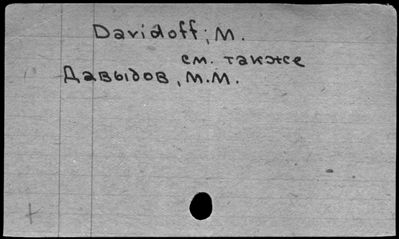 Davidoff, M.
см. также
Давыдов, М.М.